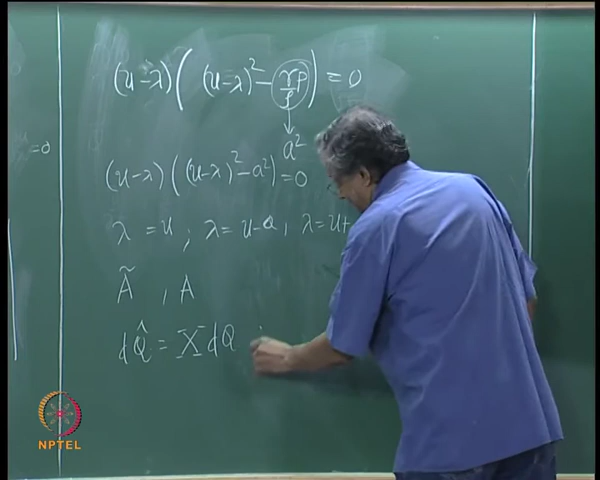 (u-λ)((u-λ)² - γp/ρ) = 0
a²
=0
(u-λ)((u-λ)² - a²) = 0
λ = u ; λ = u-a , λ = u+
Ã , A
dQ̂ = X dQ
NPTEL